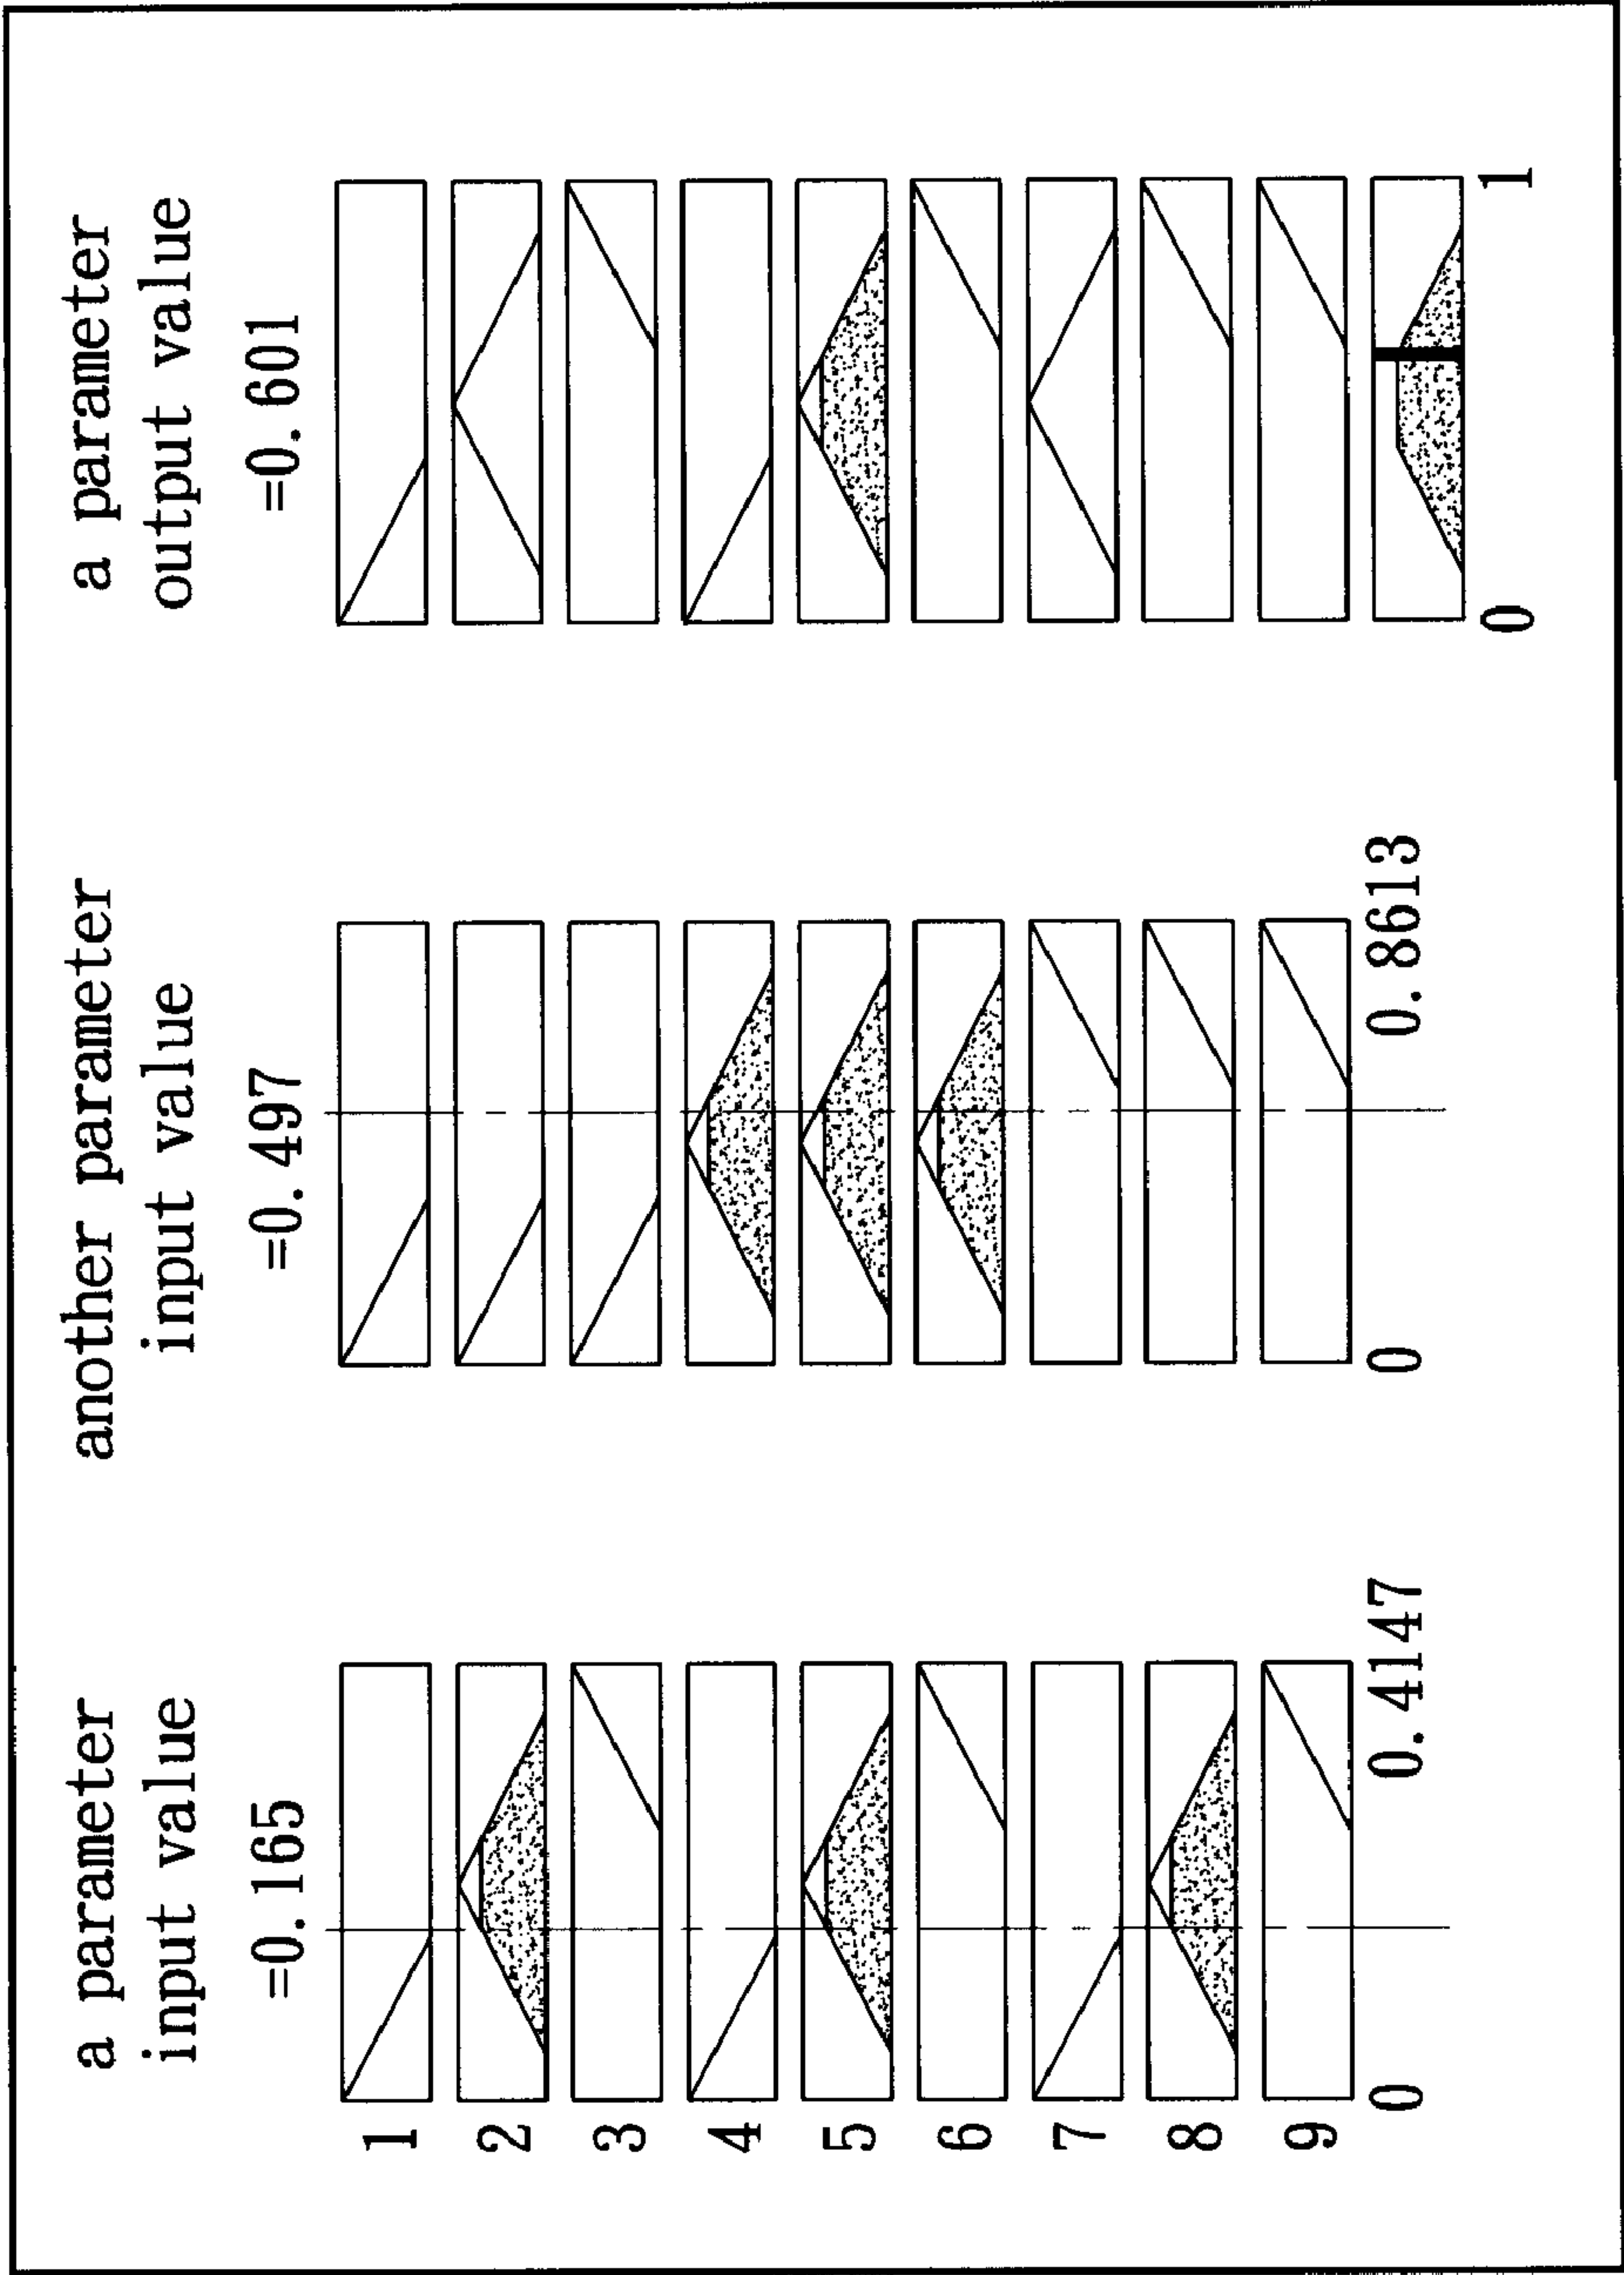 a parameter
input value
=0.165
another parameter
input value
=0.497
a parameter
output value
=0.601
1
2
3
4
5
6
7
8
9
0 0.4147
0 0.8613
0 1